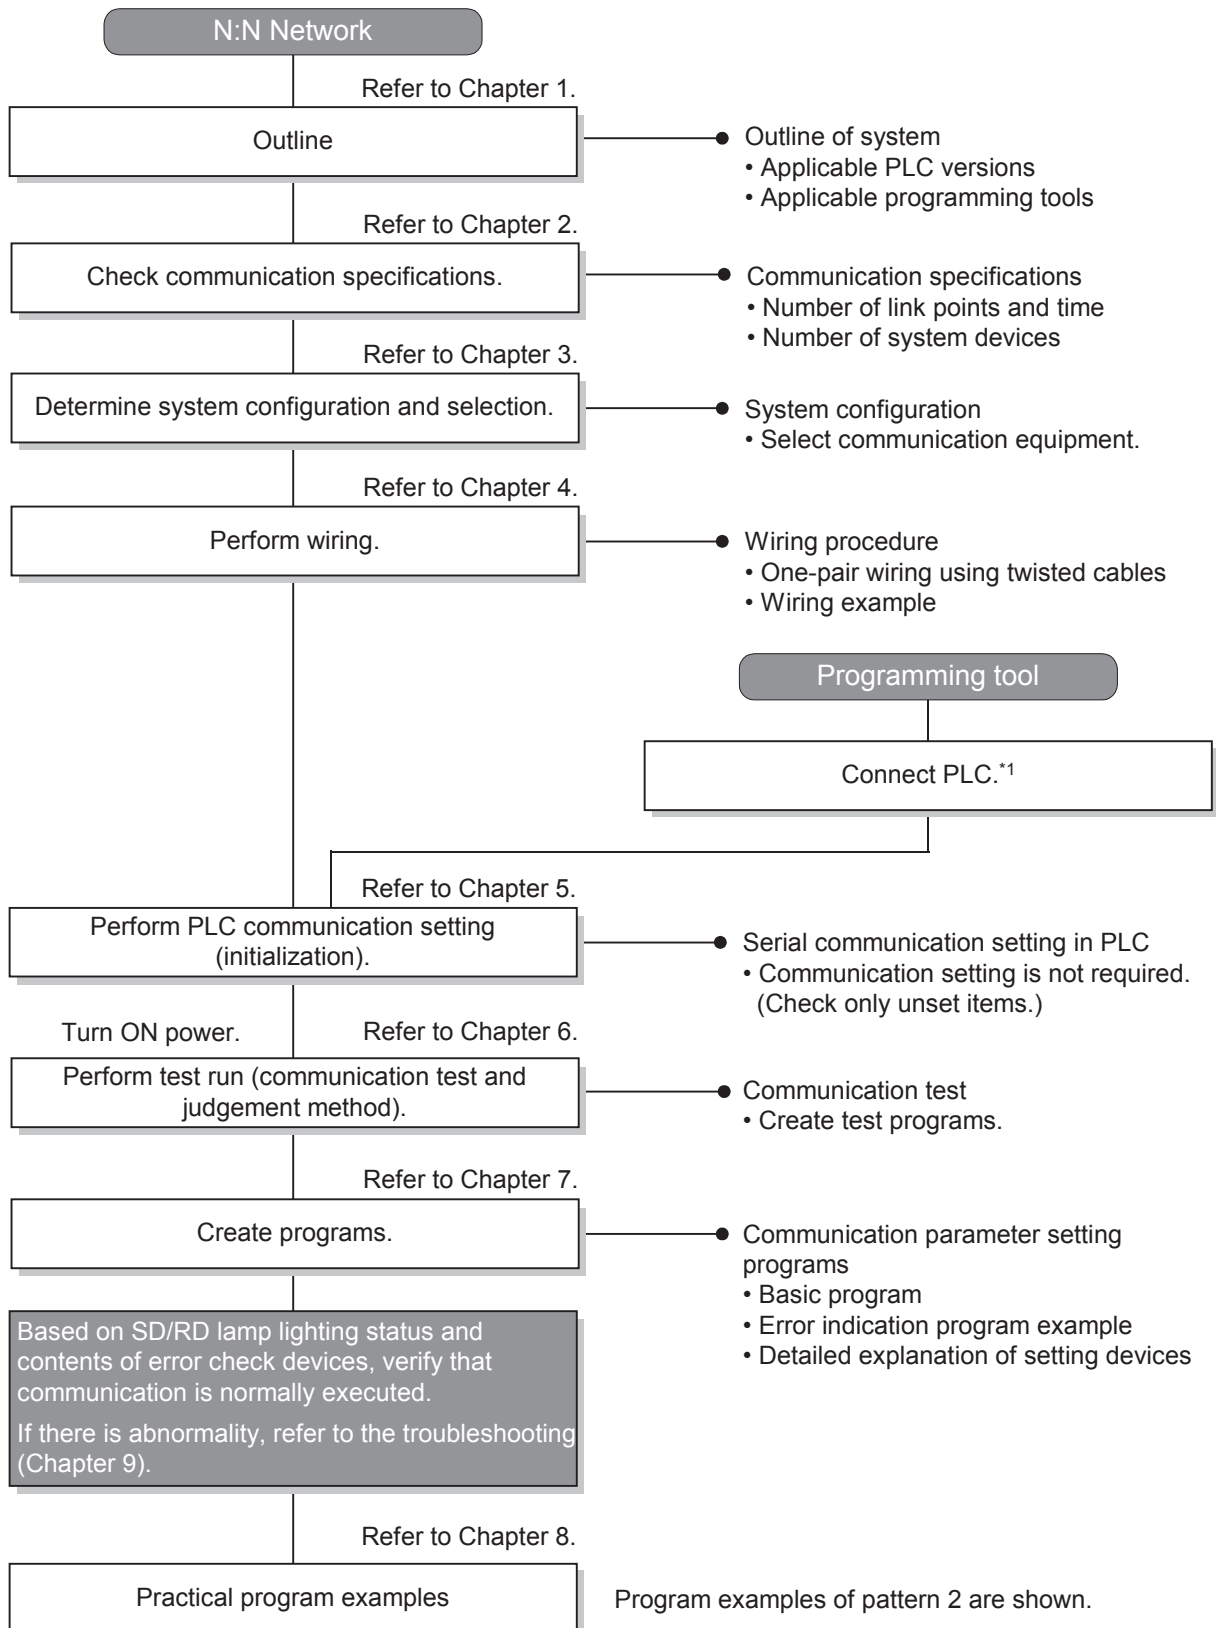 N:N Network
Refer to Chapter 1.
Outline
Outline of system
• Applicable PLC versions
• Applicable programming tools
Refer to Chapter 2.
Check communication specifications.
Communication specifications
• Number of link points and time
• Number of system devices
Refer to Chapter 3.
Determine system configuration and selection.
System configuration
• Select communication equipment.
Refer to Chapter 4.
Perform wiring.
Wiring procedure
• One-pair wiring using twisted cables
• Wiring example
Programming tool
Connect PLC.*1
Refer to Chapter 5.
Perform PLC communication setting
(initialization).
Serial communication setting in PLC
• Communication setting is not required.
(Check only unset items.)
Turn ON power.
Refer to Chapter 6.
Perform test run (communication test and
judgement method).
Communication test
• Create test programs.
Refer to Chapter 7.
Create programs.
Communication parameter setting
programs
• Basic program
• Error indication program example
• Detailed explanation of setting devices
Based on SD/RD lamp lighting status and
contents of error check devices, verify that
communication is normally executed.
If there is abnormality, refer to the troubleshooting
(Chapter 9).
Refer to Chapter 8.
Practical program examples
Program examples of pattern 2 are shown.